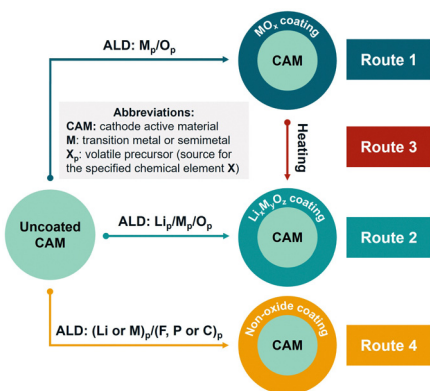 ALD: Mₚ/Oₚ
MOₓ coating
CAM
Route 1
Abbreviations:
CAM: cathode active material
M: transition metal or semimetal
Xₚ: volatile precursor (source for
the specified chemical element X)
Heating
Route 3
Uncoated
CAM
ALD: Liₚ/Mₚ/Oₚ
LiₓMᵧO_z coating
CAM
Route 2
ALD: (Li or M)ₚ/(F, P or C)ₚ
Non-oxide coating
CAM
Route 4